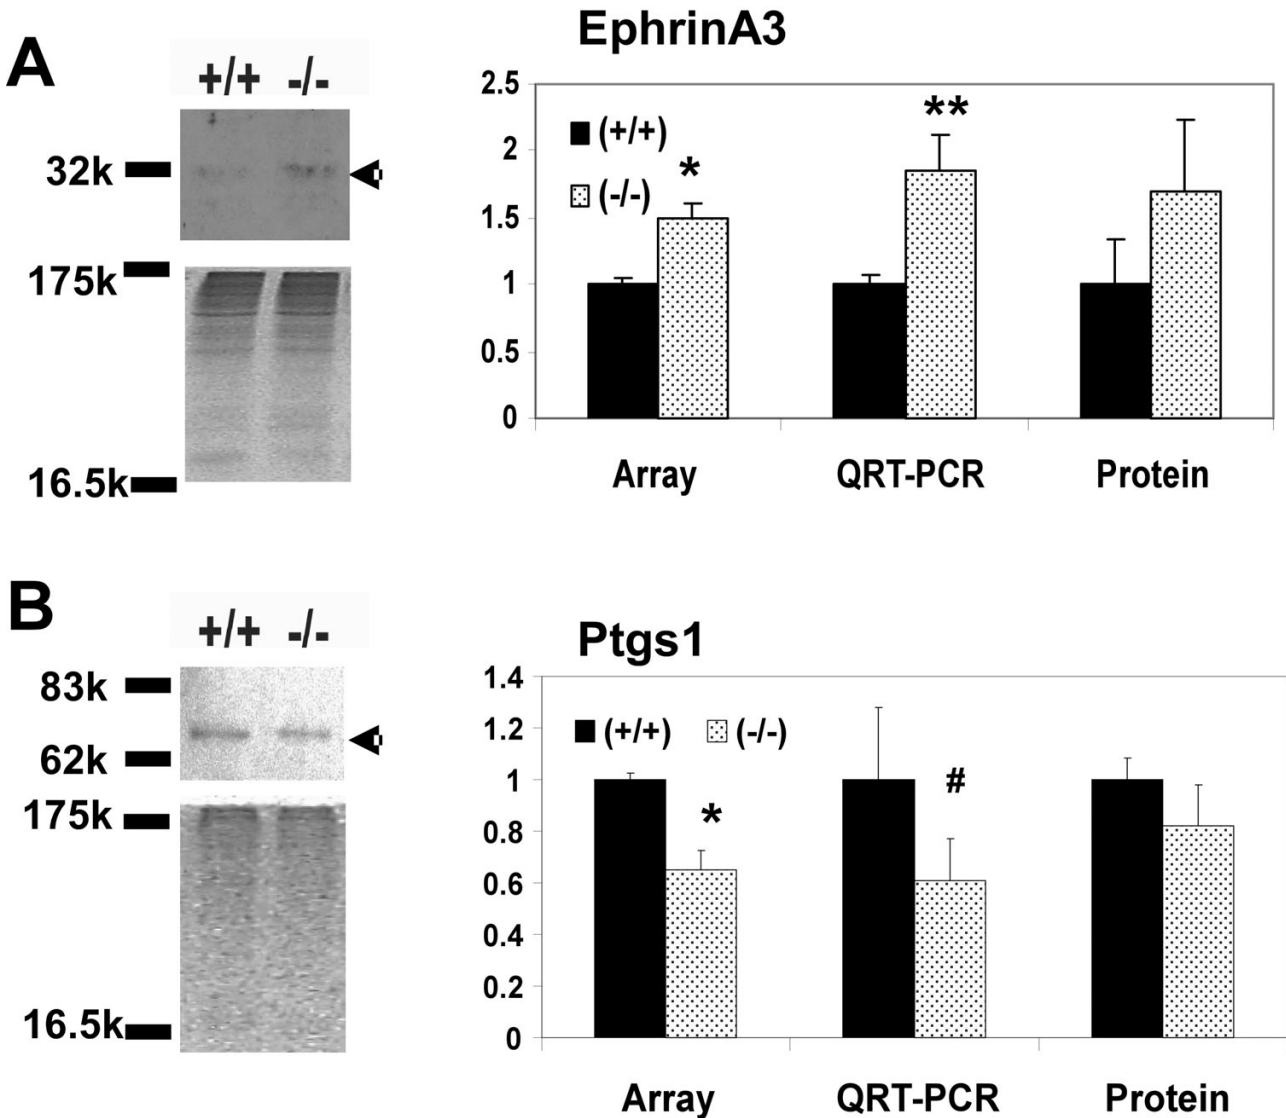 A
+/+ -/-
32k
175k
16.5k
EphrinA3
2.5
2
1.5
1
0.5
0
(+/+)
(-/-)
*
**
Array QRT-PCR Protein
B
+/+ -/-
83k
62k
175k
16.5k
Ptgs1
1.4
1.2
1
0.8
0.6
0.4
0.2
0
(+/+) (-/-)
*
#
Array QRT-PCR Protein